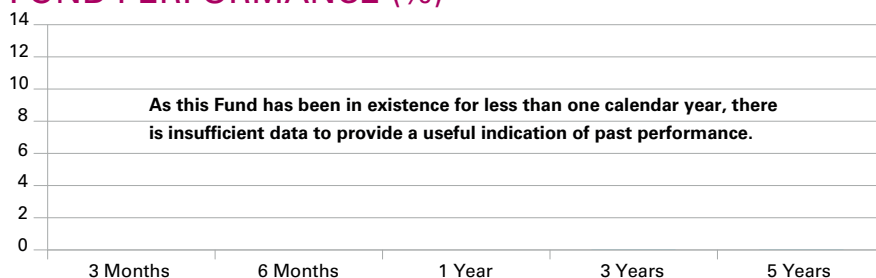 FUND PERFORMANCE (%)
14
12
10
8
6
4
2
0
As this Fund has been in existence for less than one calendar year, there
is insufficient data to provide a useful indication of past performance.
3 Months 6 Months 1 Year 3 Years 5 Years